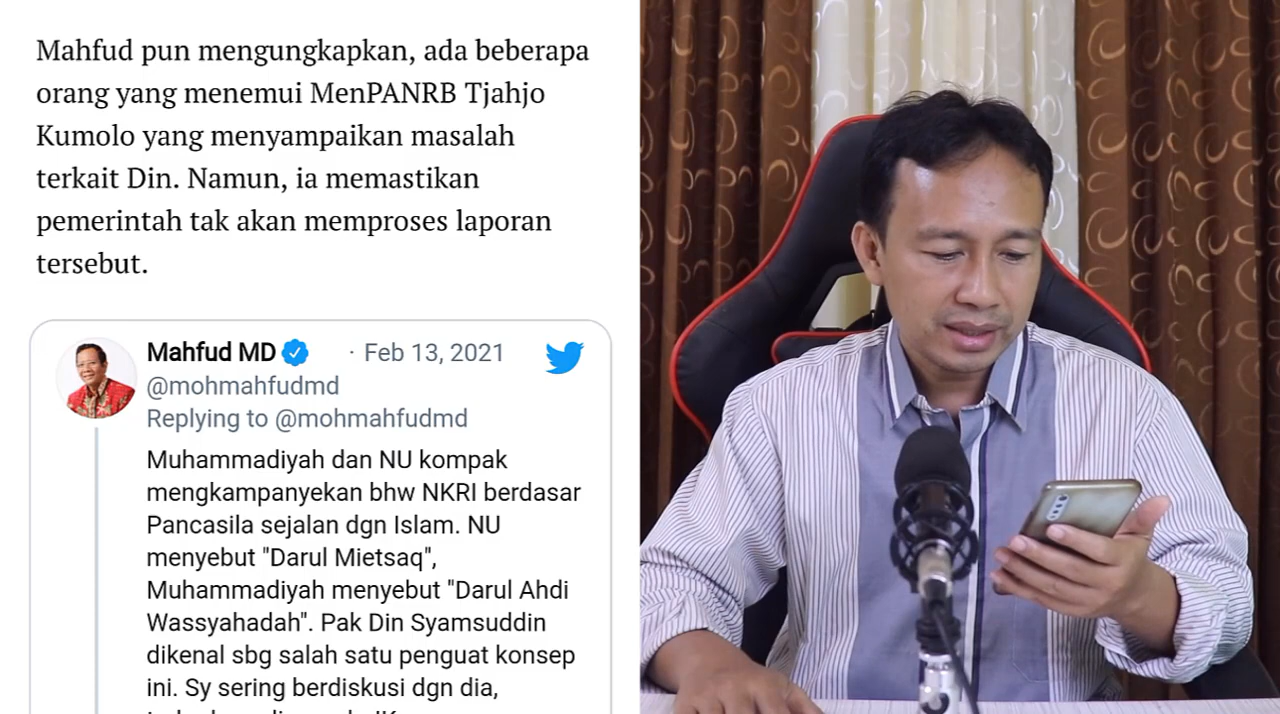 Mahfud pun mengungkapkan, ada beberapa
orang yang menemui MenPANRB Tjahjo
Kumolo yang menyampaikan masalah
terkait Din. Namun, ia memastikan
pemerintah tak akan memproses laporan
tersebut.
Mahfud MD · Feb 13, 2021
@mohmahfudmd
Replying to @mohmahfudmd
Muhammadiyah dan NU kompak
mengkampanyekan bhw NKRI berdasar
Pancasila sejalan dgn Islam. NU
menyebut "Darul Mietsaq",
Muhammadiyah menyebut "Darul Ahdi
Wassyahadah". Pak Din Syamsuddin
dikenal sbg salah satu penguat konsep
ini. Sy sering berdiskusi dgn dia,